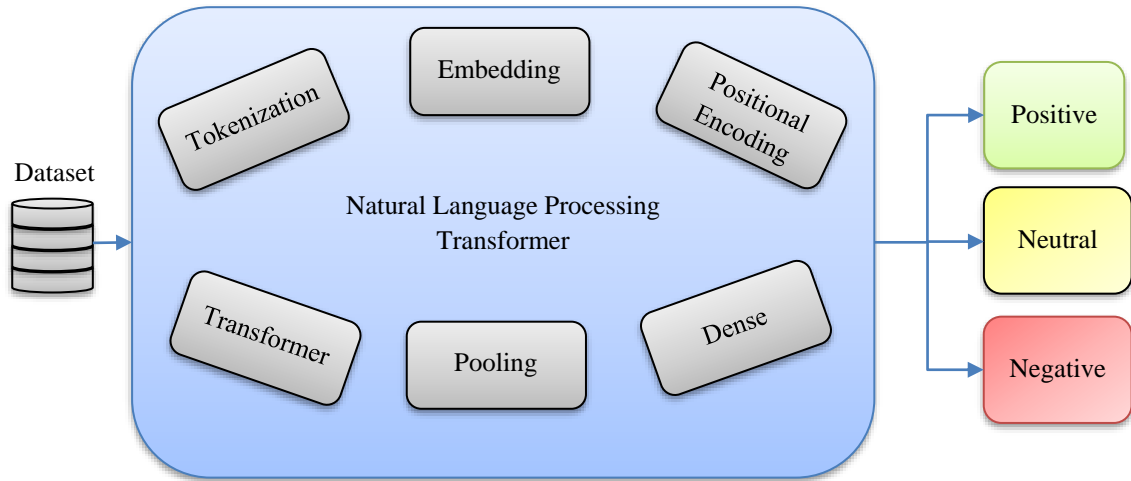 Dataset
Tokenization
Embedding
Positional
Encoding
Natural Language Processing
Transformer
Transformer
Pooling
Dense
Positive
Neutral
Negative